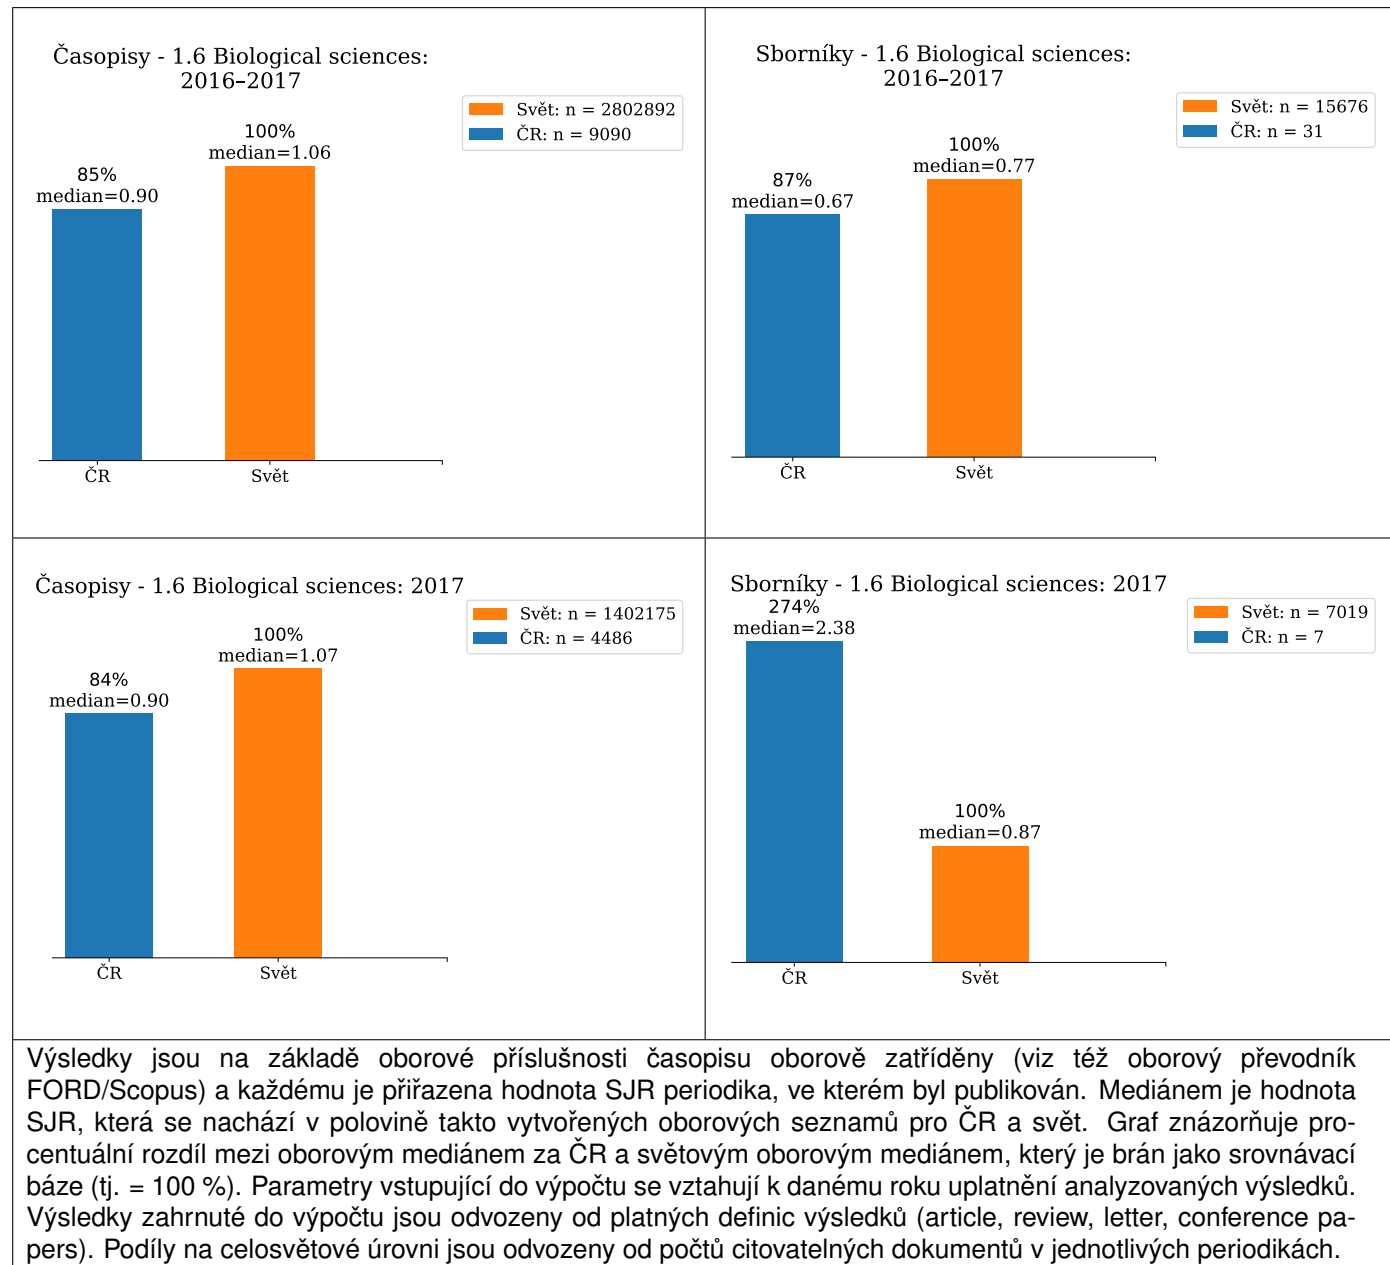 Časopisy - 1.6 Biological sciences:
2016–2017
Svět: n = 2802892
ČR: n = 9090
100%
median=1.06
85%
median=0.90
ČR
Svět
Sborníky - 1.6 Biological sciences:
2016–2017
Svět: n = 15676
ČR: n = 31
100%
median=0.77
87%
median=0.67
ČR
Svět
Časopisy - 1.6 Biological sciences: 2017
Svět: n = 1402175
ČR: n = 4486
100%
median=1.07
84%
median=0.90
ČR
Svět
Sborníky - 1.6 Biological sciences: 2017
Svět: n = 7019
ČR: n = 7
274%
median=2.38
100%
median=0.87
ČR
Svět
Výsledky jsou na základě oborové příslušnosti časopisu oborově zatříděny (viz též oborový převodník
FORD/Scopus) a každému je přiřazena hodnota SJR periodika, ve kterém byl publikován. Mediánem je hodnota
SJR, která se nachází v polovině takto vytvořených oborových seznamů pro ČR a svět. Graf znázorňuje pro-
centuální rozdíl mezi oborovým mediánem za ČR a světovým oborovým mediánem, který je brán jako srovnávací
báze (tj. = 100 %). Parametry vstupující do výpočtu se vztahují k danému roku uplatnění analyzovaných výsledků.
Výsledky zahrnuté do výpočtu jsou odvozeny od platných definic výsledků (article, review, letter, conference pa-
pers). Podíly na celosvětové úrovni jsou odvozeny od počtů citovatelných dokumentů v jednotlivých periodikách.